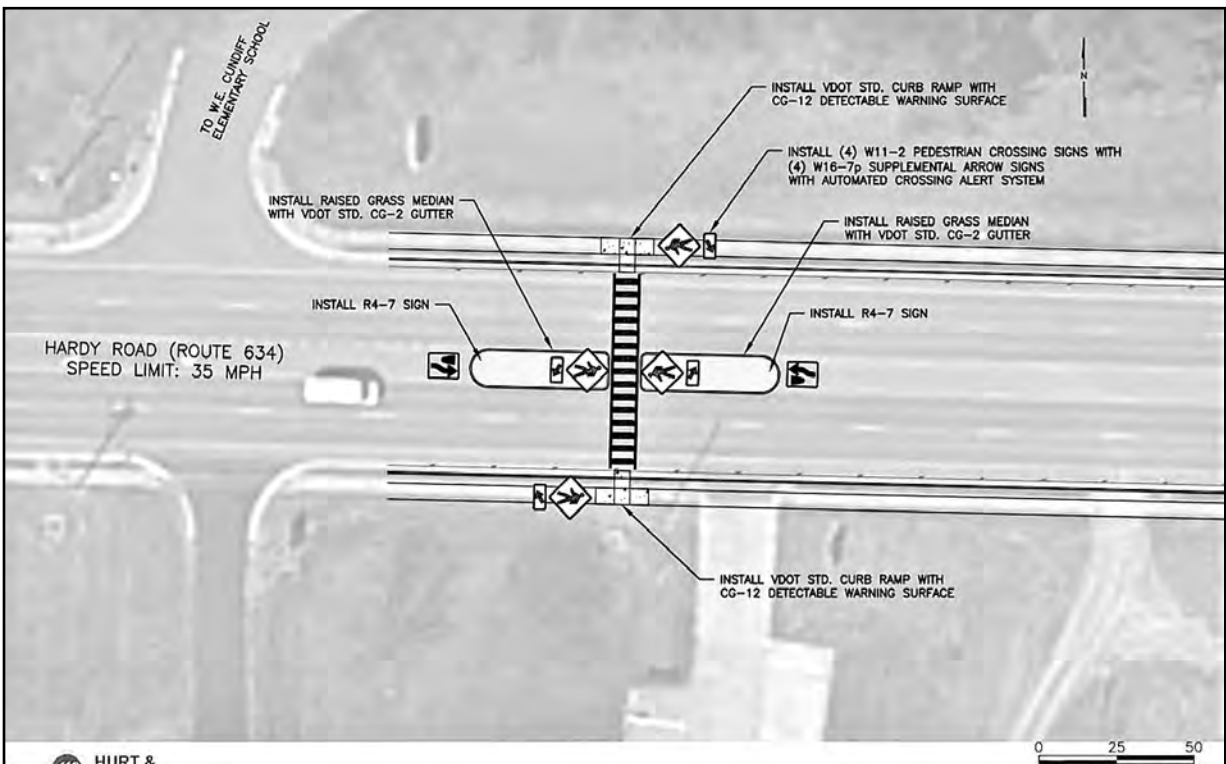 TO W.E. CUNDIFF
ELEMENTARY SCHOOL
N
INSTALL VDOT STD. CURB RAMP WITH
CG-12 DETECTABLE WARNING SURFACE
INSTALL (4) W11-2 PEDESTRIAN CROSSING SIGNS WITH
(4) W16-7p SUPPLEMENTAL ARROW SIGNS
WITH AUTOMATED CROSSING ALERT SYSTEM
INSTALL RAISED GRASS MEDIAN
WITH VDOT STD. CG-2 GUTTER
INSTALL RAISED GRASS MEDIAN
WITH VDOT STD. CG-2 GUTTER
INSTALL R4-7 SIGN
INSTALL R4-7 SIGN
HARDY ROAD (ROUTE 634)
SPEED LIMIT: 35 MPH
INSTALL VDOT STD. CURB RAMP WITH
CG-12 DETECTABLE WARNING SURFACE
HURT &
0 25 50